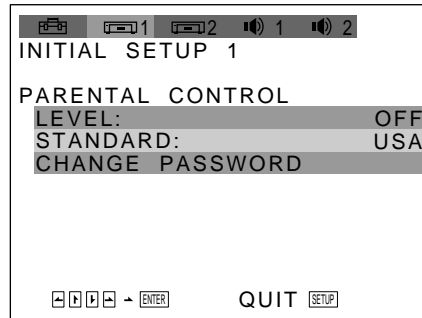 1 2 1 2
INITIAL SETUP 1
PARENTAL CONTROL
LEVEL: OFF
STANDARD: USA
CHANGE PASSWORD
ENTER QUIT SETUP